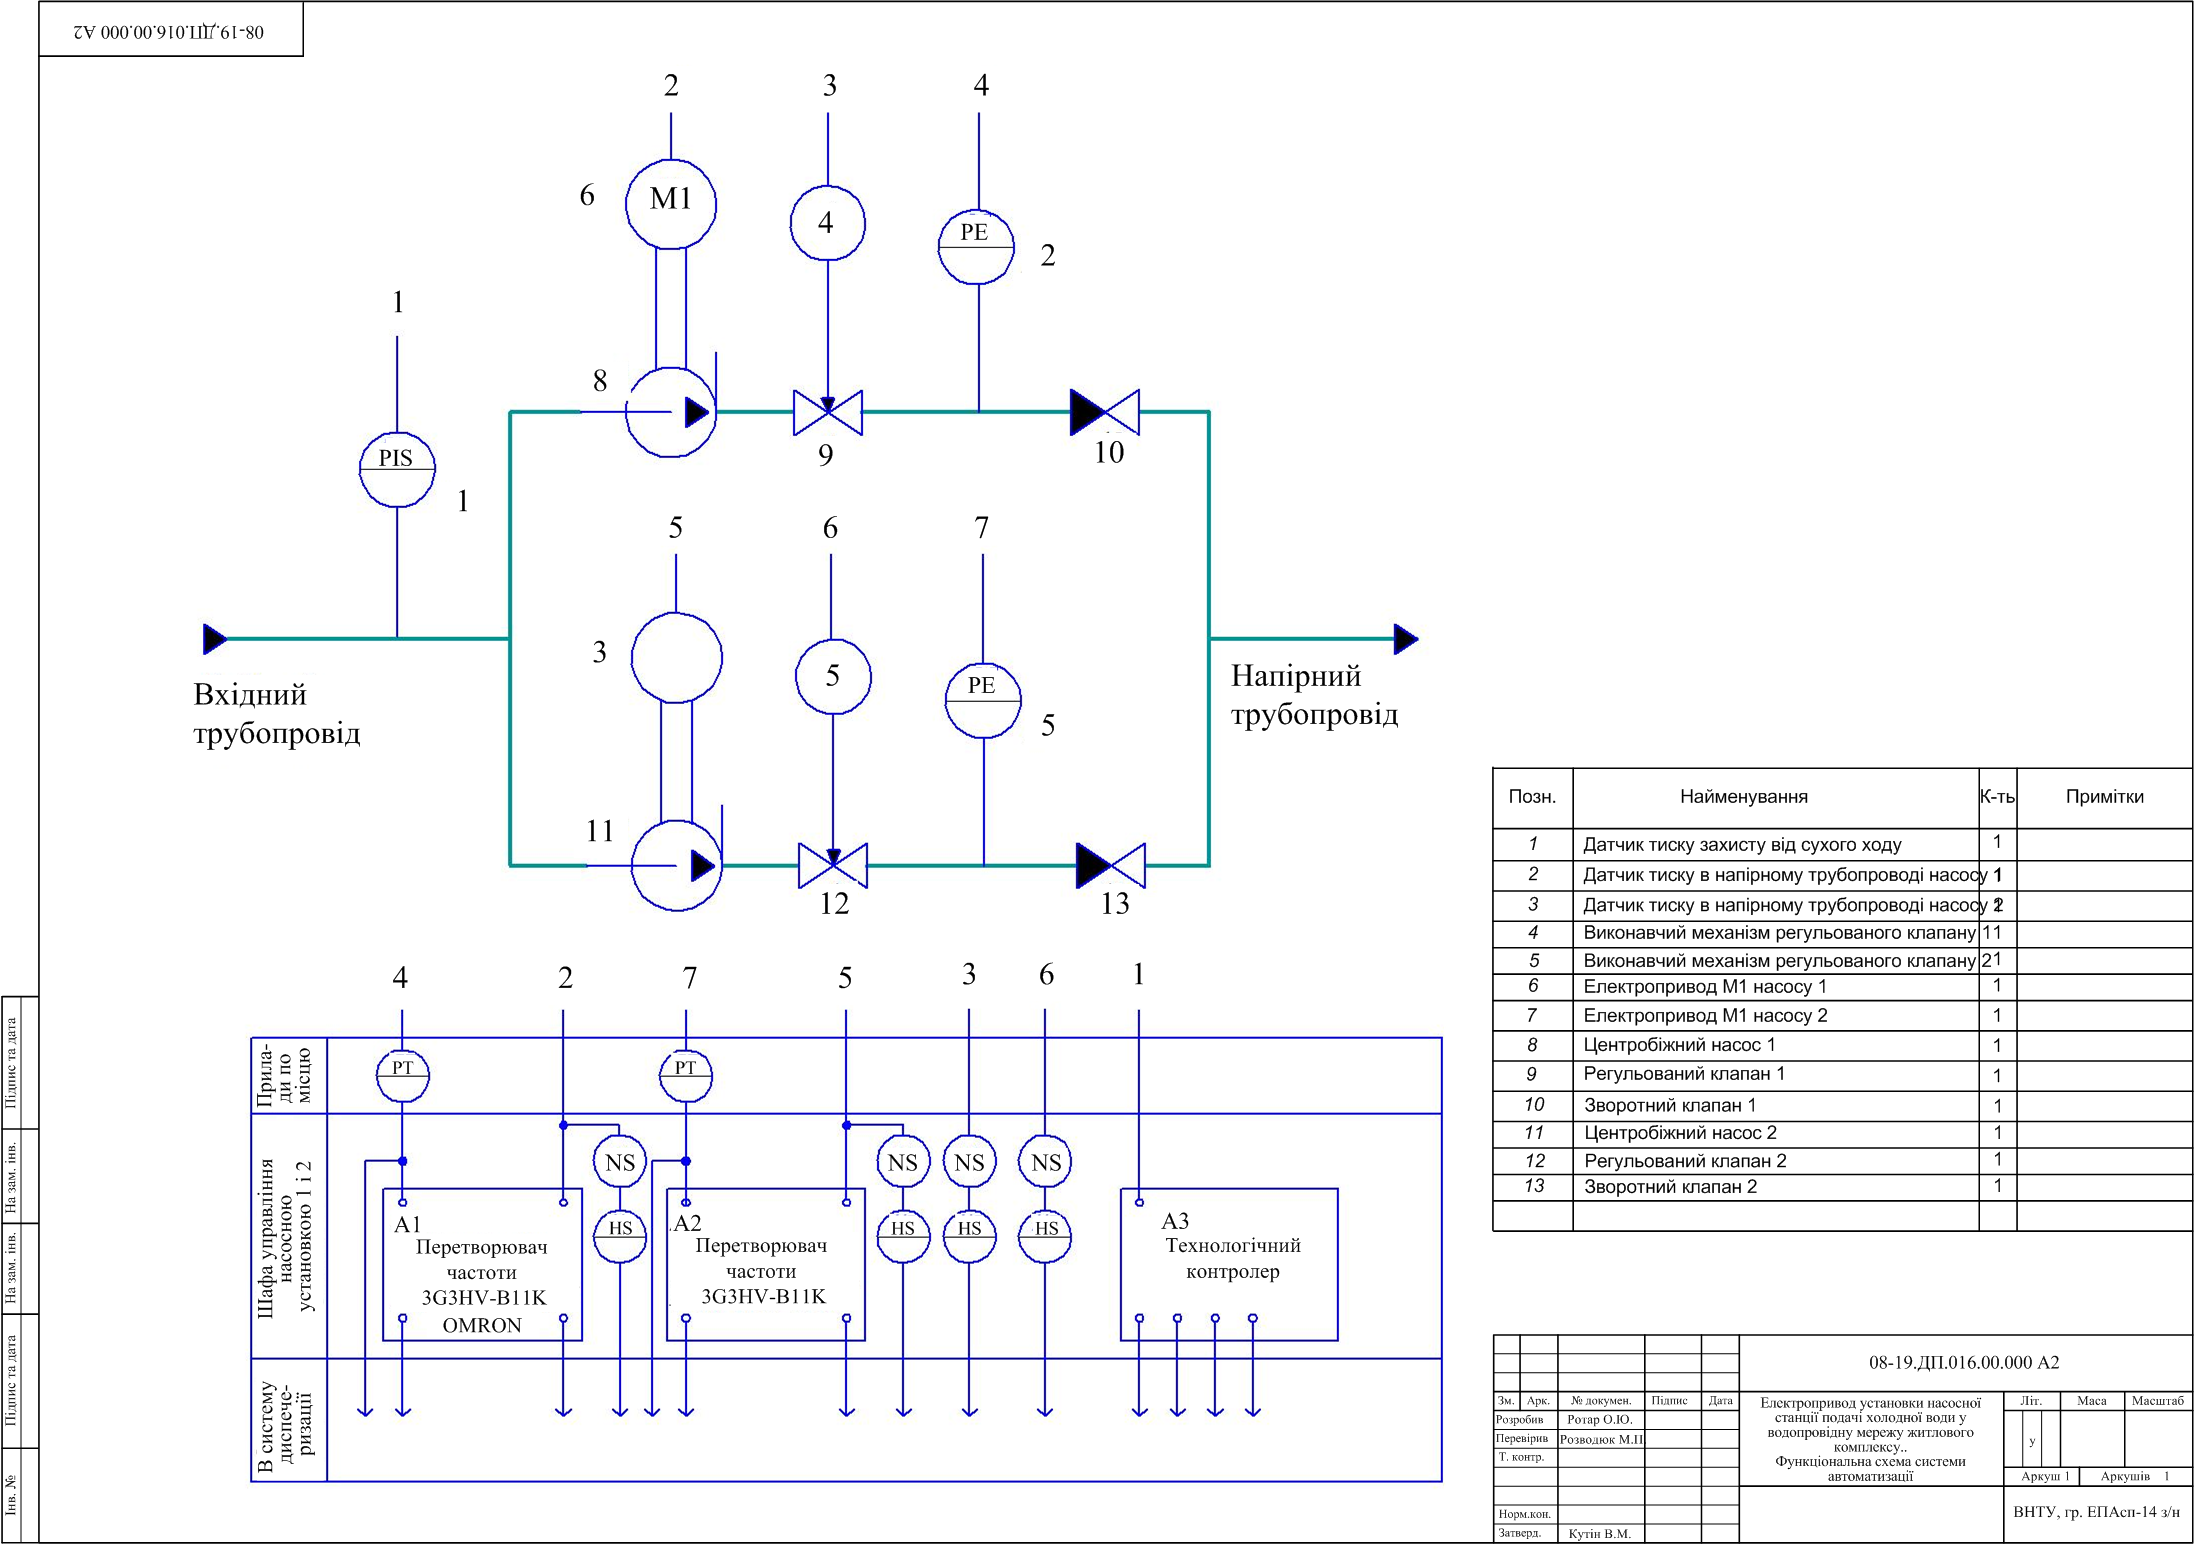 08-19.ДП.016.00.000 А2
2
3
4
6
M1
4
PE
2
1
8
PIS
1
9
10
5
6
7
3
5
PE
5
Вхідний
трубопровід
Напірний
трубопровід
11
12
13
4
2
7
5
3
6
1
Прила-
ди по
місцю
PT
PT
Шафа управління
насосною
установкою 1 і 2
NS
NS
NS
NS
HS
HS
HS
HS
A1
Перетворювач
частоти
3G3HV-B11K
OMRON
A2
Перетворювач
частоти
3G3HV-B11K
A3
Технологічний
контролер
В систему
диспече-
ризації
Позн. Найменування К-ть Примітки
1 Датчик тиску захисту від сухого ходу 1
2 Датчик тиску в напірному трубопроводі насосу 1 1
3 Датчик тиску в напірному трубопроводі насосу 2 1
4 Виконавчий механізм регульованого клапану 1 1
5 Виконавчий механізм регульованого клапану 2 1
6 Електропривод М1 насосу 1 1
7 Електропривод М1 насосу 2 1
8 Центробіжний насос 1 1
9 Регульований клапан 1 1
10 Зворотний клапан 1 1
11 Центробіжний насос 2 1
12 Регульований клапан 2 1
13 Зворотний клапан 2 1
08-19.ДП.016.00.000 А2
Зм. Арк. № докумен. Підпис Дата
Розробив Ротар О.Ю.
Перевірив Розводюк М.П
Т. контр.
Норм.кон.
Затверд. Кутін В.М.
Електропривод установки насосної
станції подачі холодної води у
водопровідну мережу житлового
комплексу..
Функціональна схема системи
автоматизації
Літ. Маса Масштаб
у
Аркуш 1 Аркушів 1
ВНТУ, гр. ЕПАсп-14 з/н
Підпис та дата
На зам. інв.
На зам. інв.
Підпис та дата
Інв. №